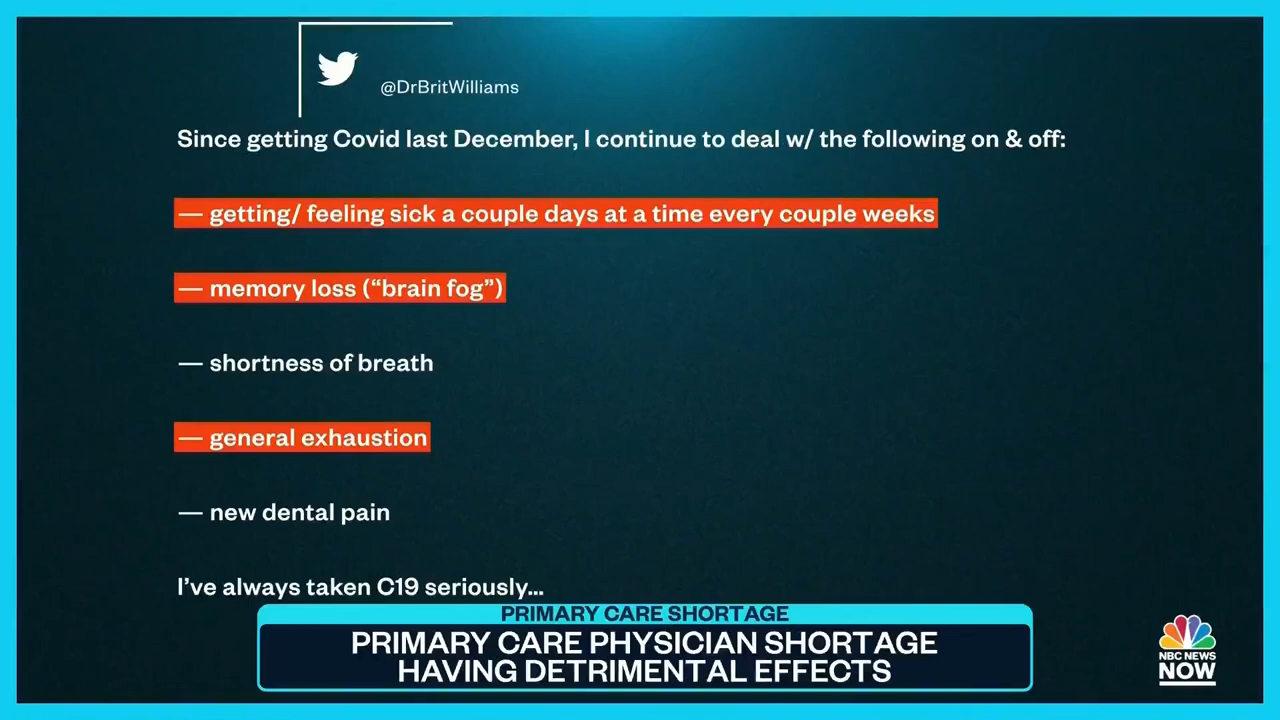 @DrBritWilliams
Since getting Covid last December, I continue to deal w/ the following on & off:
— getting/ feeling sick a couple days at a time every couple weeks
— memory loss (“brain fog”)
— shortness of breath
— general exhaustion
— new dental pain
I’ve always taken C19 seriously...
PRIMARY CARE SHORTAGE
PRIMARY CARE PHYSICIAN SHORTAGE
HAVING DETRIMENTAL EFFECTS
NBC NEWS
NOW